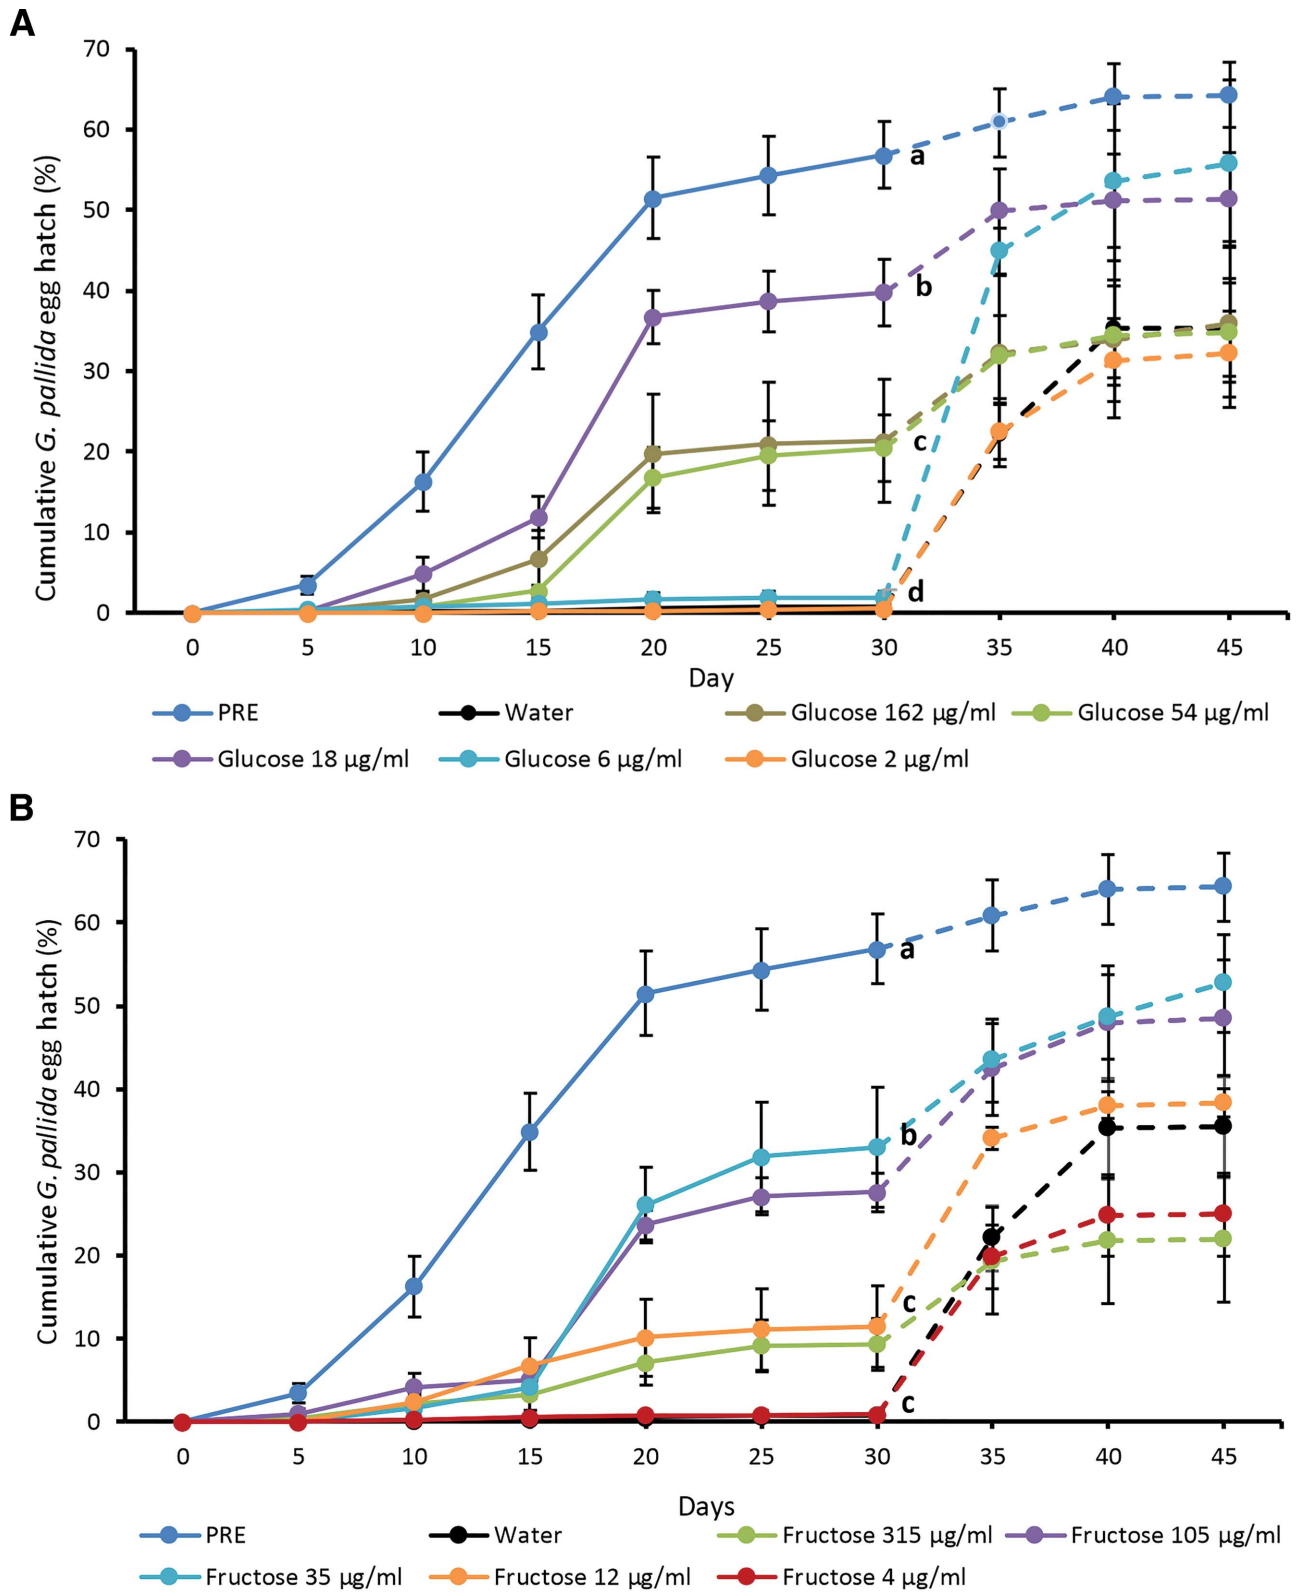 A
70
60
50
40
30
20
10
0
Cumulative G. pallida egg hatch (%)
a
b
c
d
0 5 10 15 20 25 30 35 40 45
Day
PRE Water Glucose 162 µg/ml Glucose 54 µg/ml
Glucose 18 µg/ml Glucose 6 µg/ml Glucose 2 µg/ml
B
70
60
50
40
30
20
10
0
Cumulative G. pallida egg hatch (%)
a
b
c
c
0 5 10 15 20 25 30 35 40 45
Days
PRE Water Fructose 315 µg/ml Fructose 105 µg/ml
Fructose 35 µg/ml Fructose 12 µg/ml Fructose 4 µg/ml